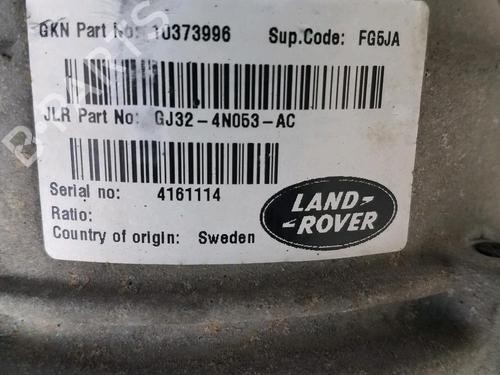 GKN Part No: 10373996 Sup.Code: FG5JA
JLR Part No: GJ32-4N053-AC
Serial no: 4161114
Ratio:
Country of origin: Sweden
LAND-
-ROVER
B-PARTS